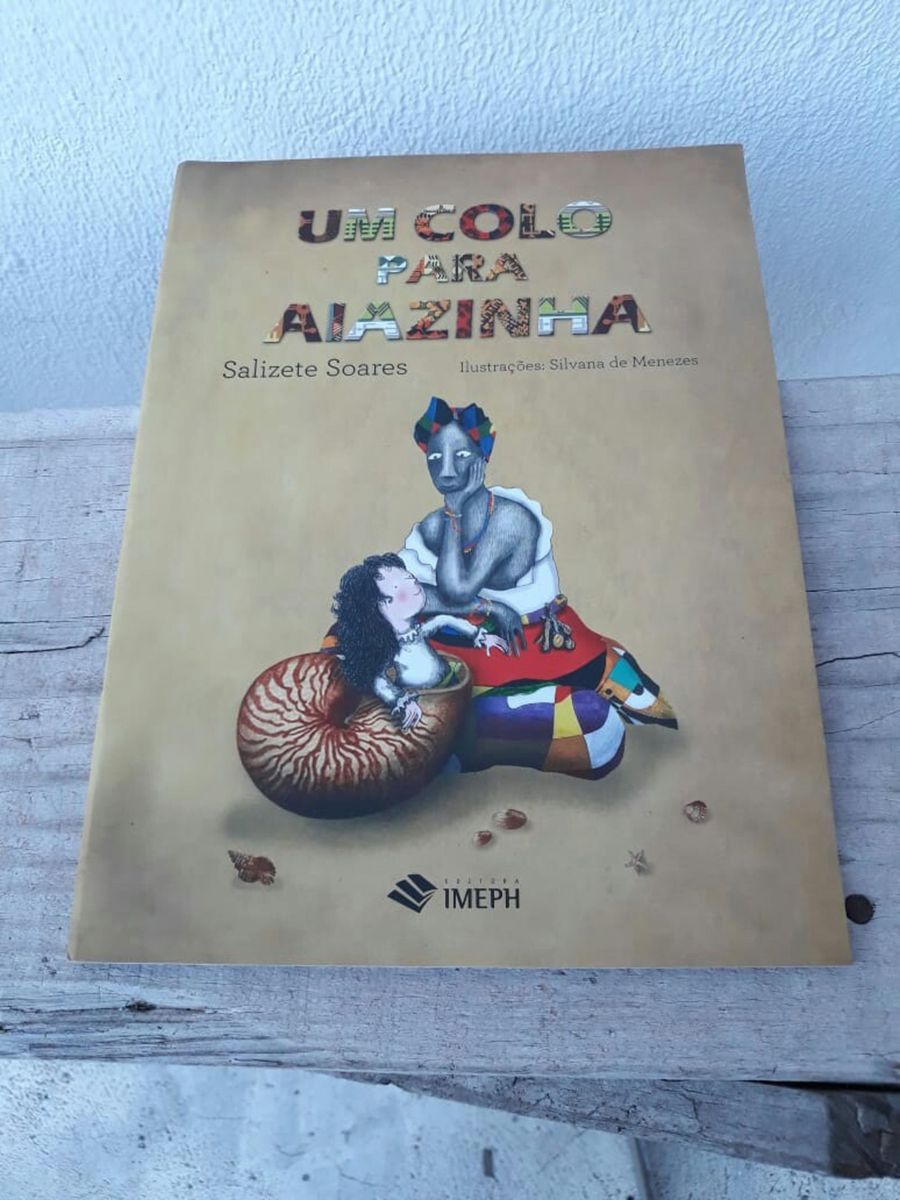 UM COLO
PARA
AIAZINHA
Salizete Soares
Ilustrações: Silvana de Menezes
EDITORA
IMEPH